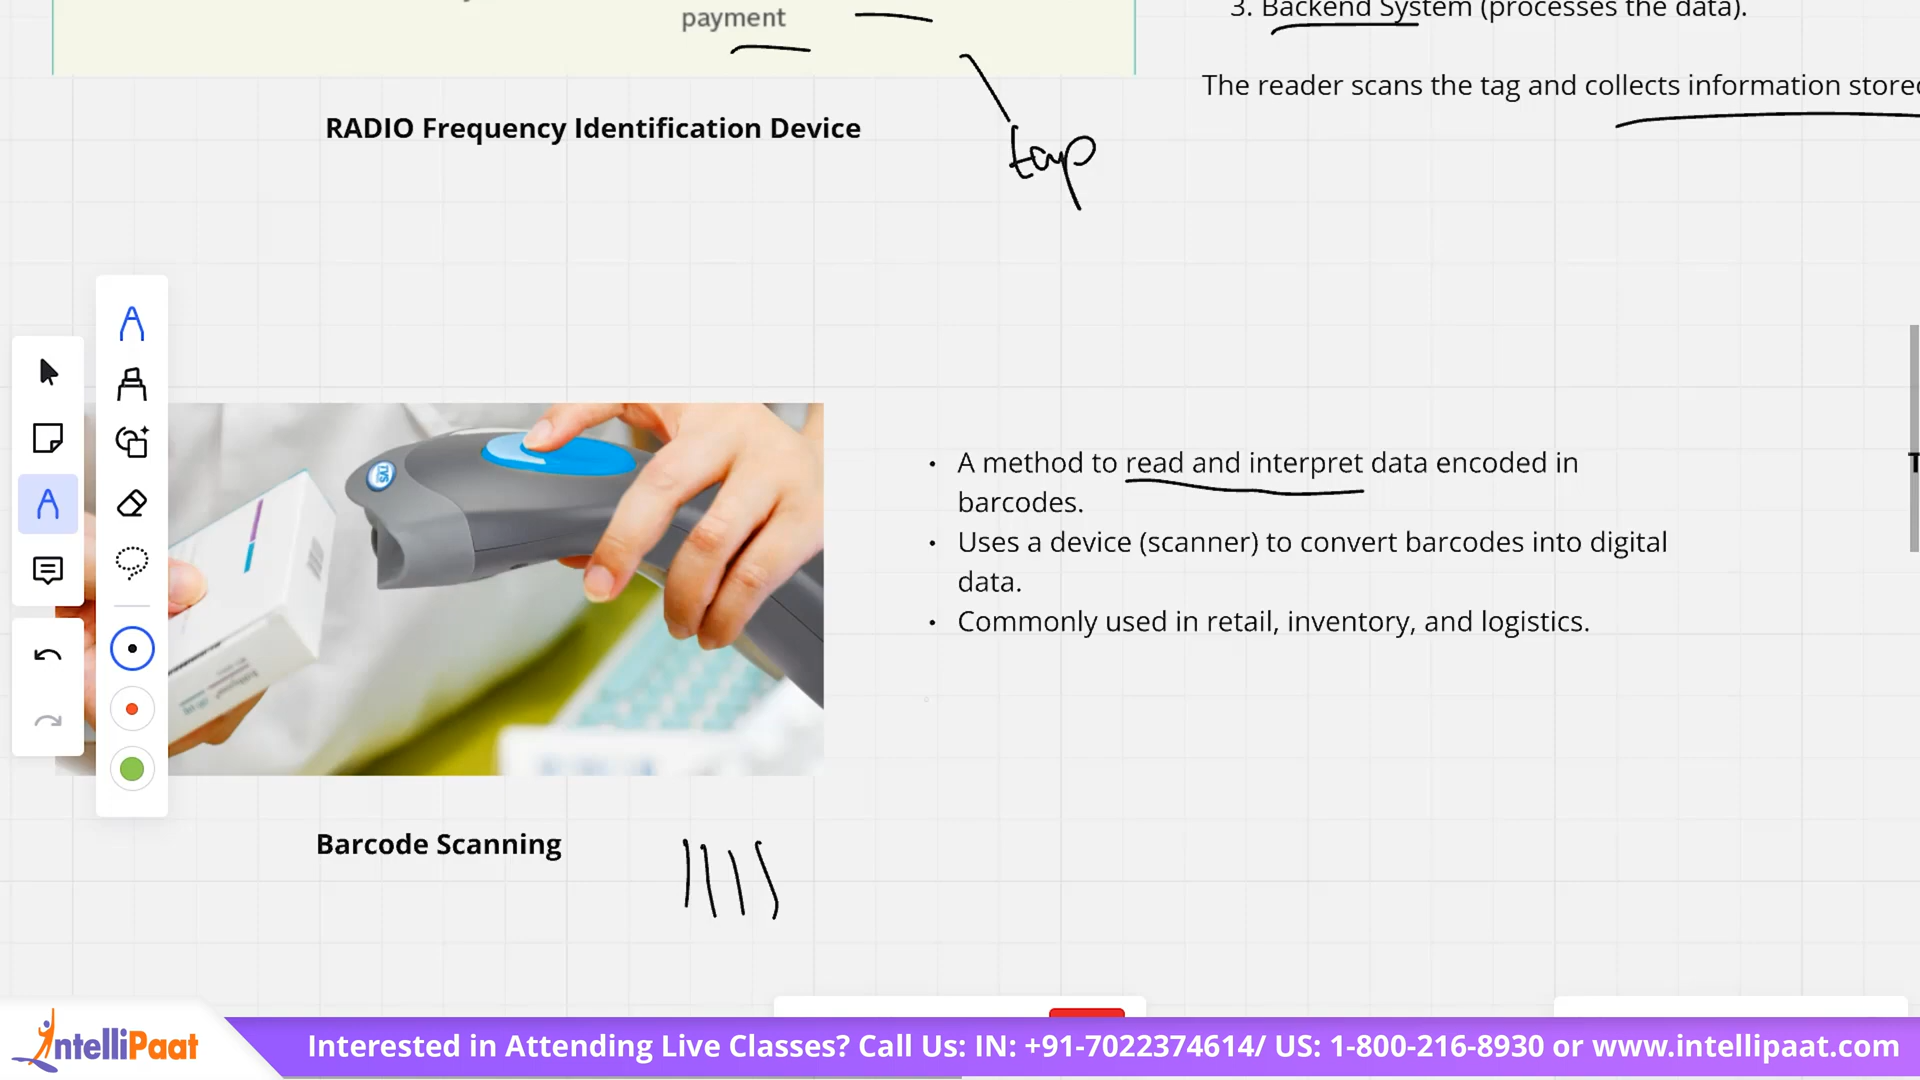 payment
3. Backend System (processes the data).
The reader scans the tag and collects information stored
RADIO Frequency Identification Device
tap
TVS
• A method to read and interpret data encoded in
barcodes.
• Uses a device (scanner) to convert barcodes into digital
data.
• Commonly used in retail, inventory, and logistics.
T
Barcode Scanning
IntelliPaat
Interested in Attending Live Classes? Call Us: IN: +91-7022374614/ US: 1-800-216-8930 or www.intellipaat.com